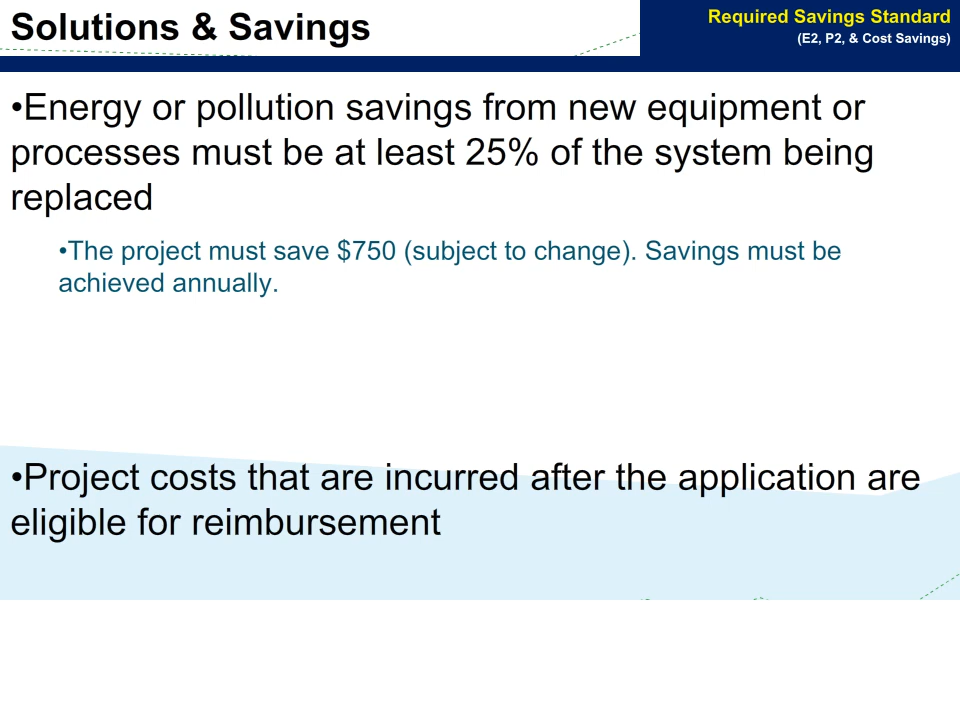 Solutions & Savings
Required Savings Standard
(E2, P2, & Cost Savings)
•Energy or pollution savings from new equipment or
processes must be at least 25% of the system being
replaced
•The project must save $750 (subject to change). Savings must be
achieved annually.
•Project costs that are incurred after the application are
eligible for reimbursement